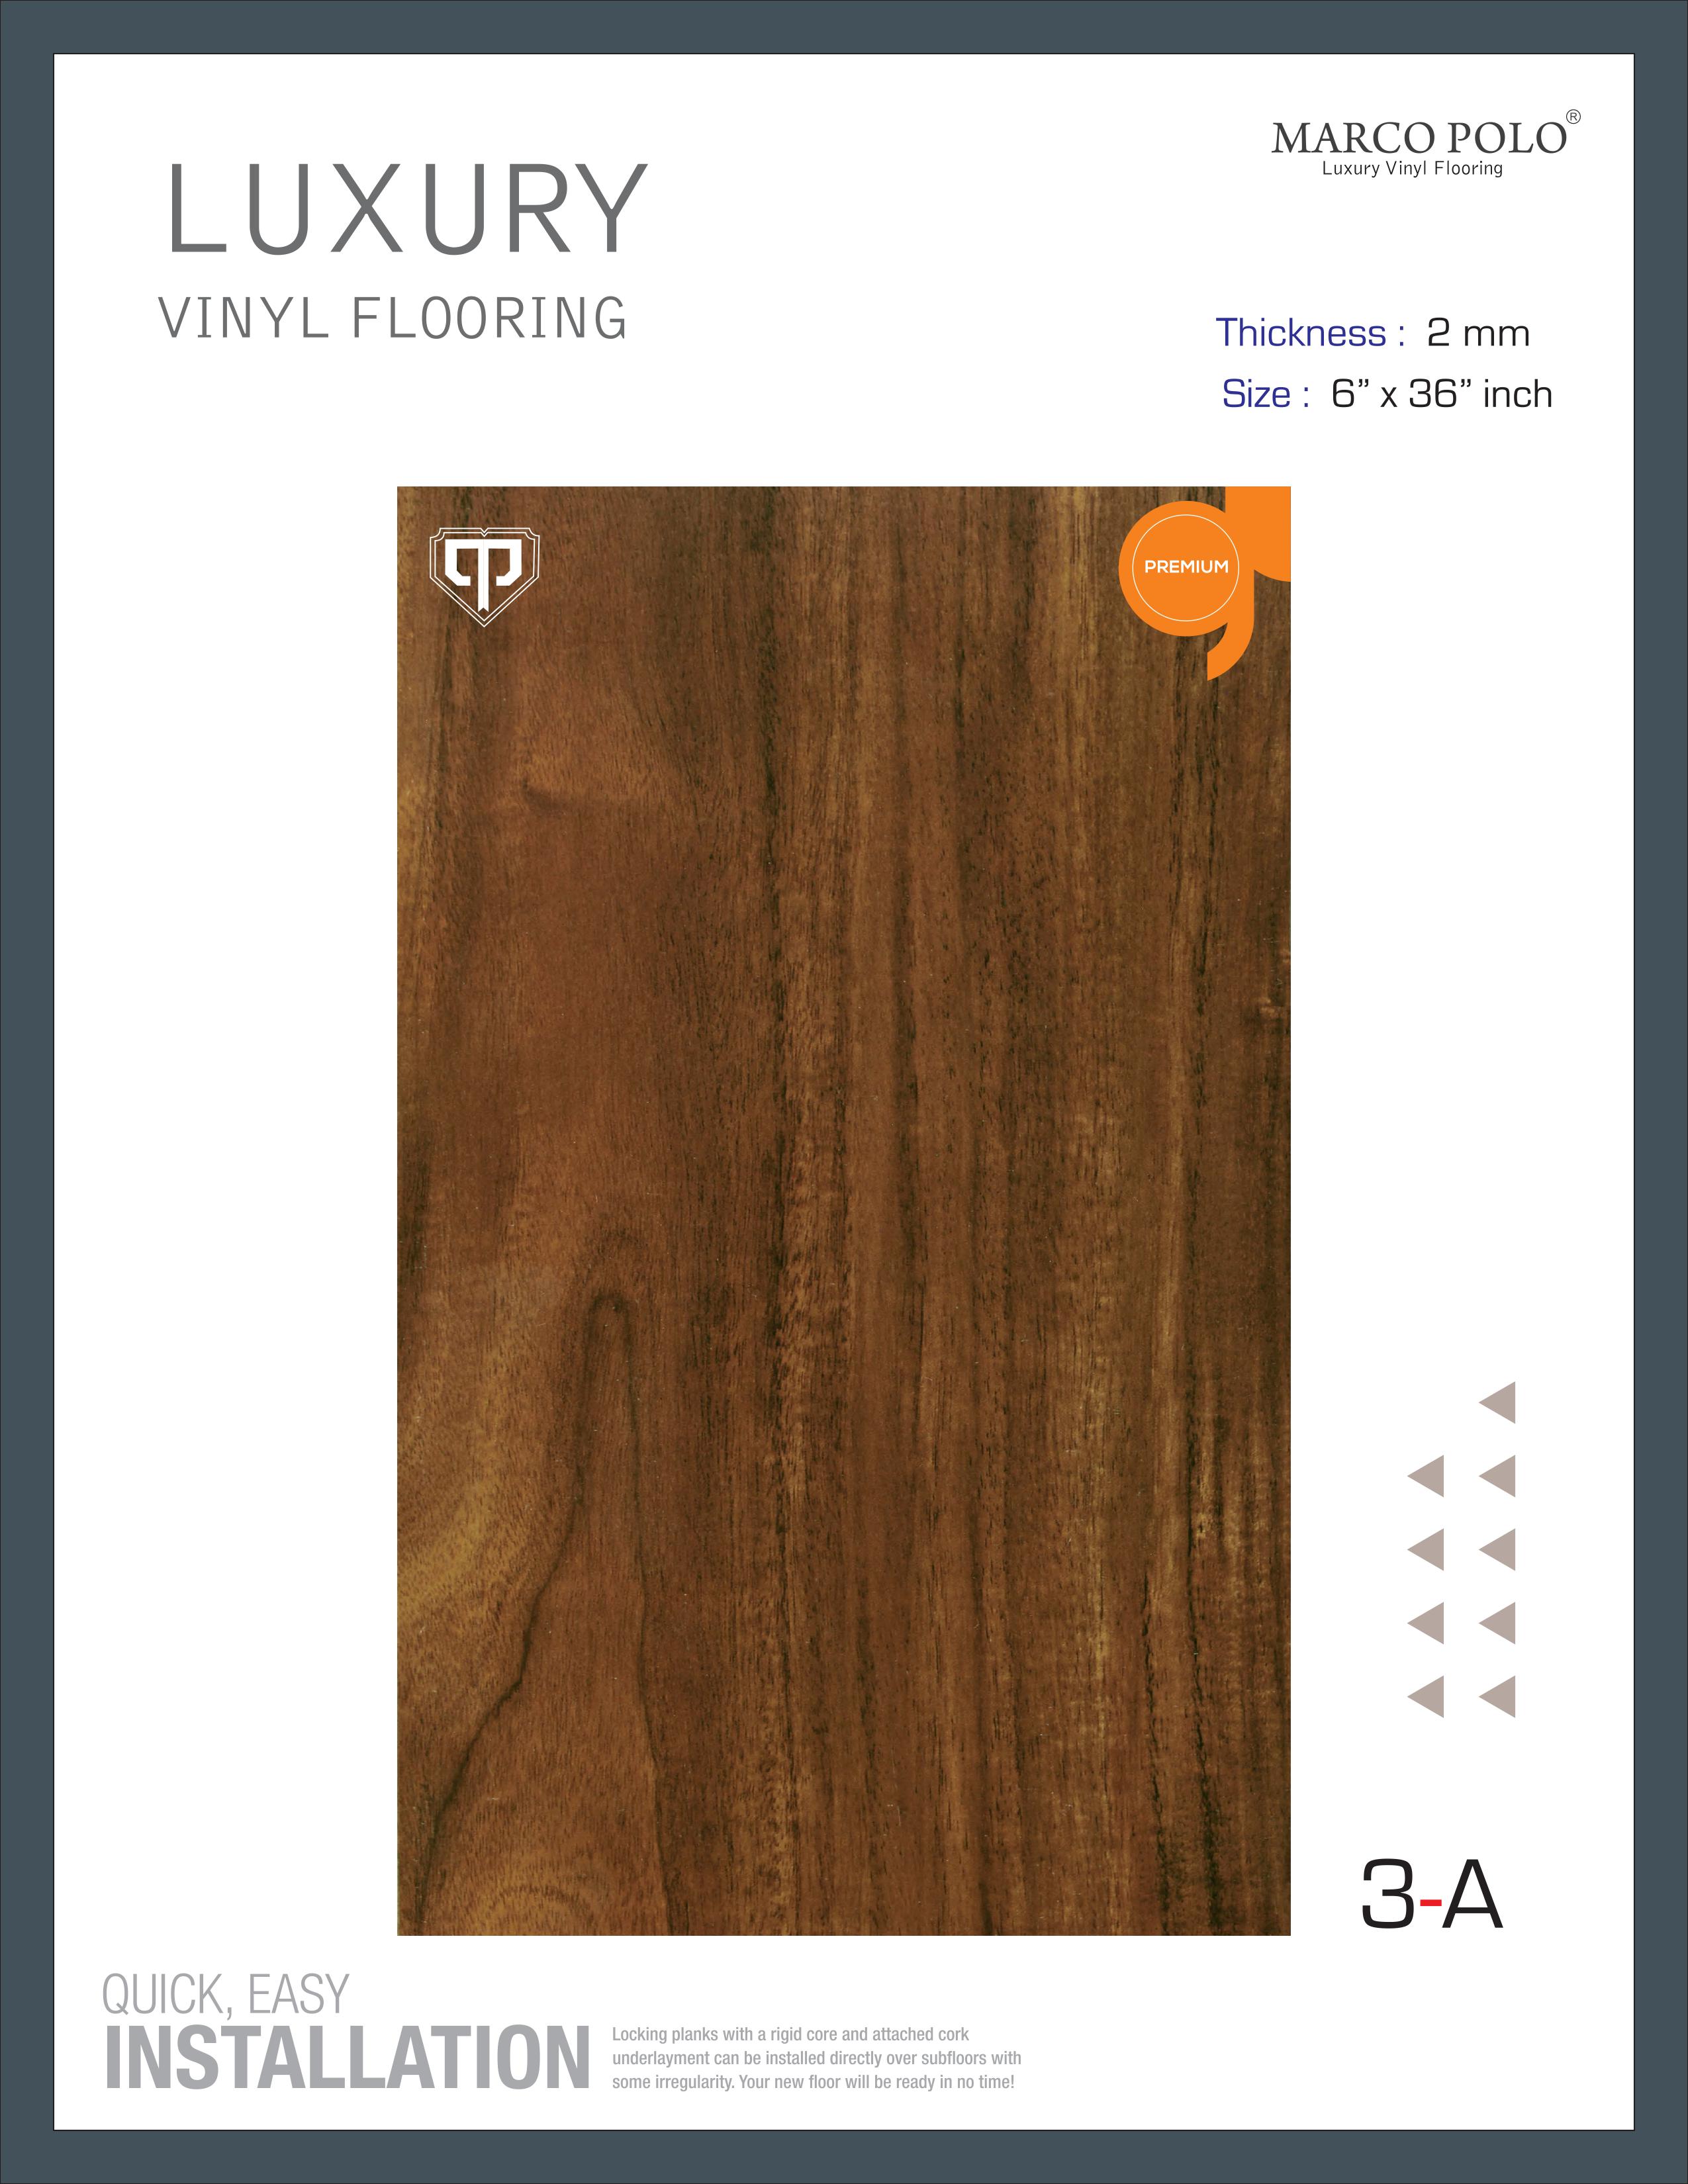 MARCO POLO®
Luxury Vinyl Flooring
LUXURY
VINYL FLOORING
Thickness : 2 mm
Size : 6” x 36” inch
PREMIUM
3-A
QUICK, EASY
INSTALLATION
Locking planks with a rigid core and attached cork
underlayment can be installed directly over subfloors with
some irregularity. Your new floor will be ready in no time!